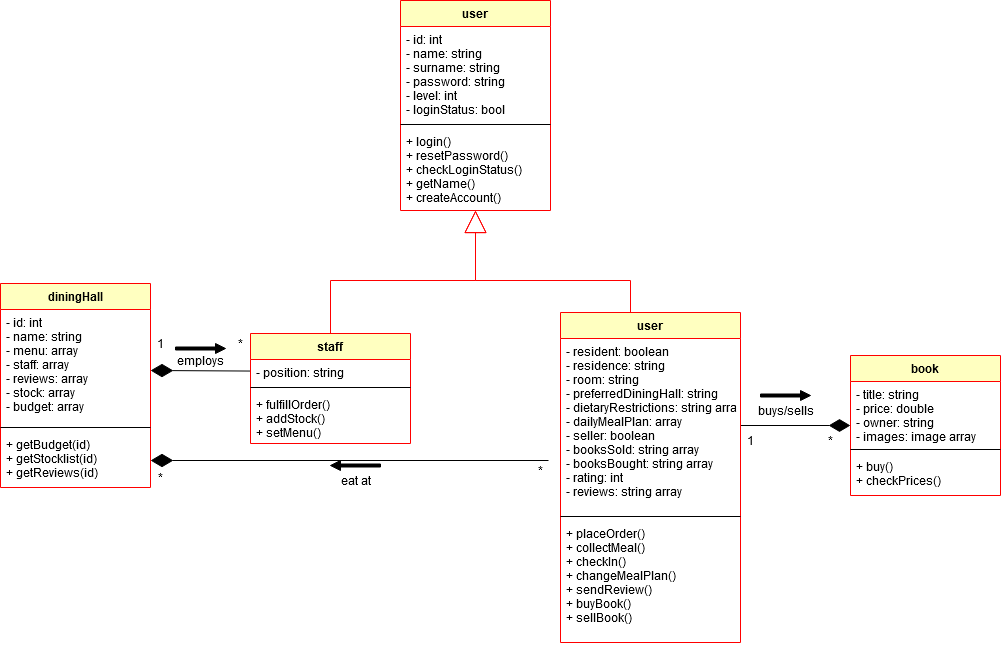 user
- id: int
- name: string
- surname: string
- password: string
- level: int
- loginStatus: bool
+ login()
+ resetPassword()
+ checkLoginStatus()
+ getName()
+ createAccount()
diningHall
- id: int
- name: string
- menu: array
- staff: array
- reviews: array
- stock: array
- budget: array
+ getBudget(id)
+ getStocklist(id)
+ getReviews(id)
1
*
employs
staff
- position: string
+ fulfillOrder()
+ addStock()
+ setMenu()
*
*
eat at
user
- resident: boolean
- residence: string
- room: string
- preferredDiningHall: string
- dietaryRestrictions: string arra
- dailyMealPlan: array
- seller: boolean
- booksSold: string array
- booksBought: string array
- rating: int
- reviews: string array
+ placeOrder()
+ collectMeal()
+ checkIn()
+ changeMealPlan()
+ sendReview()
+ buyBook()
+ sellBook()
buys/sells
1
*
book
- title: string
- price: double
- owner: string
- images: image array
+ buy()
+ checkPrices()